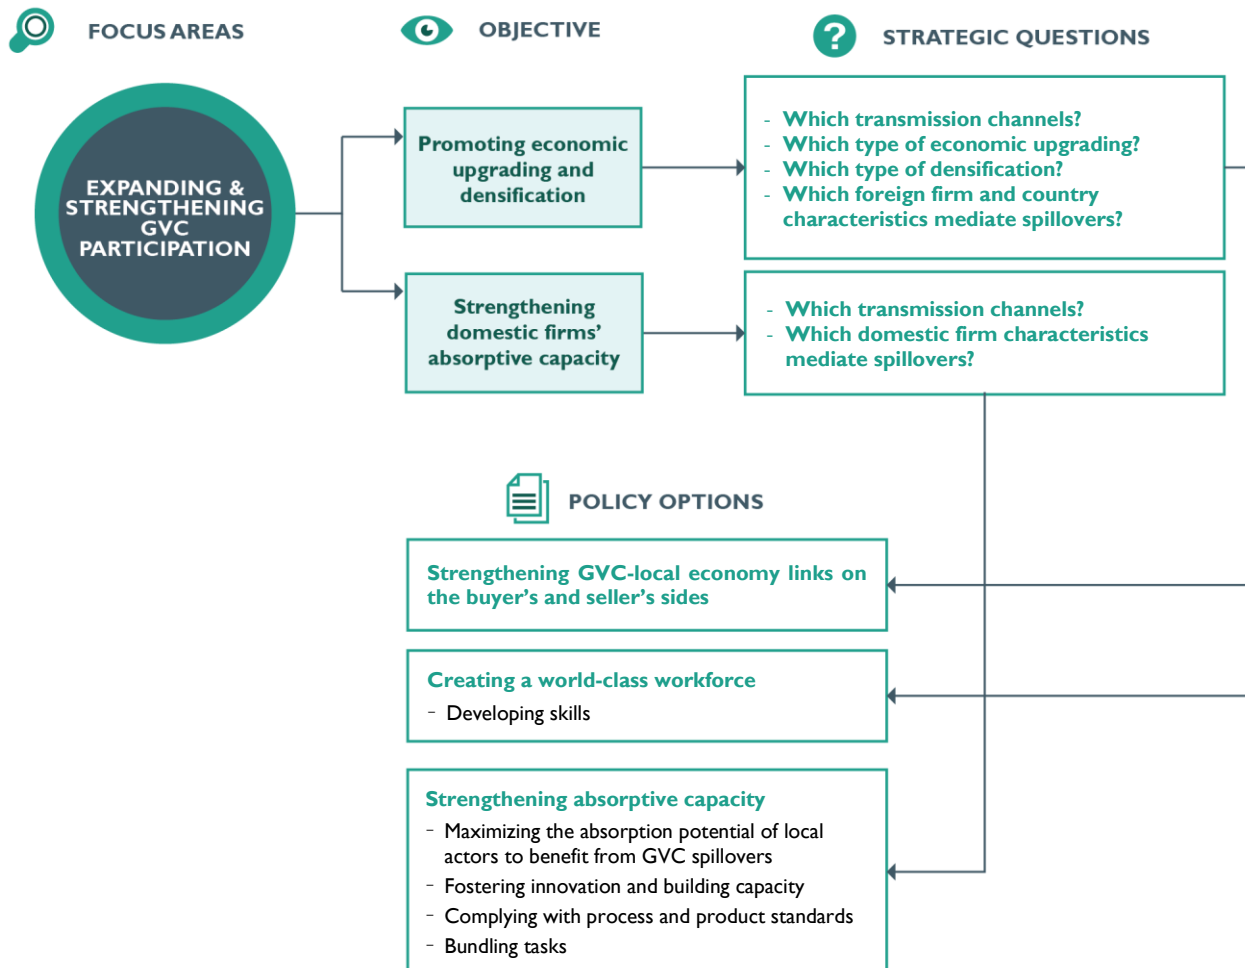 FOCUS AREAS
OBJECTIVE
?
STRATEGIC QUESTIONS
EXPANDING &
STRENGTHENING
GVC
PARTICIPATION
Promoting economic
upgrading and
densification
- Which transmission channels?
- Which type of economic upgrading?
- Which type of densification?
- Which foreign firm and country
characteristics mediate spillovers?
Strengthening
domestic firms’
absorptive capacity
- Which transmission channels?
- Which domestic firm characteristics
mediate spillovers?
POLICY OPTIONS
Strengthening GVC-local economy links on
the buyer’s and seller’s sides
Creating a world-class workforce
- Developing skills
Strengthening absorptive capacity
- Maximizing the absorption potential of local
actors to benefit from GVC spillovers
- Fostering innovation and building capacity
- Complying with process and product standards
- Bundling tasks